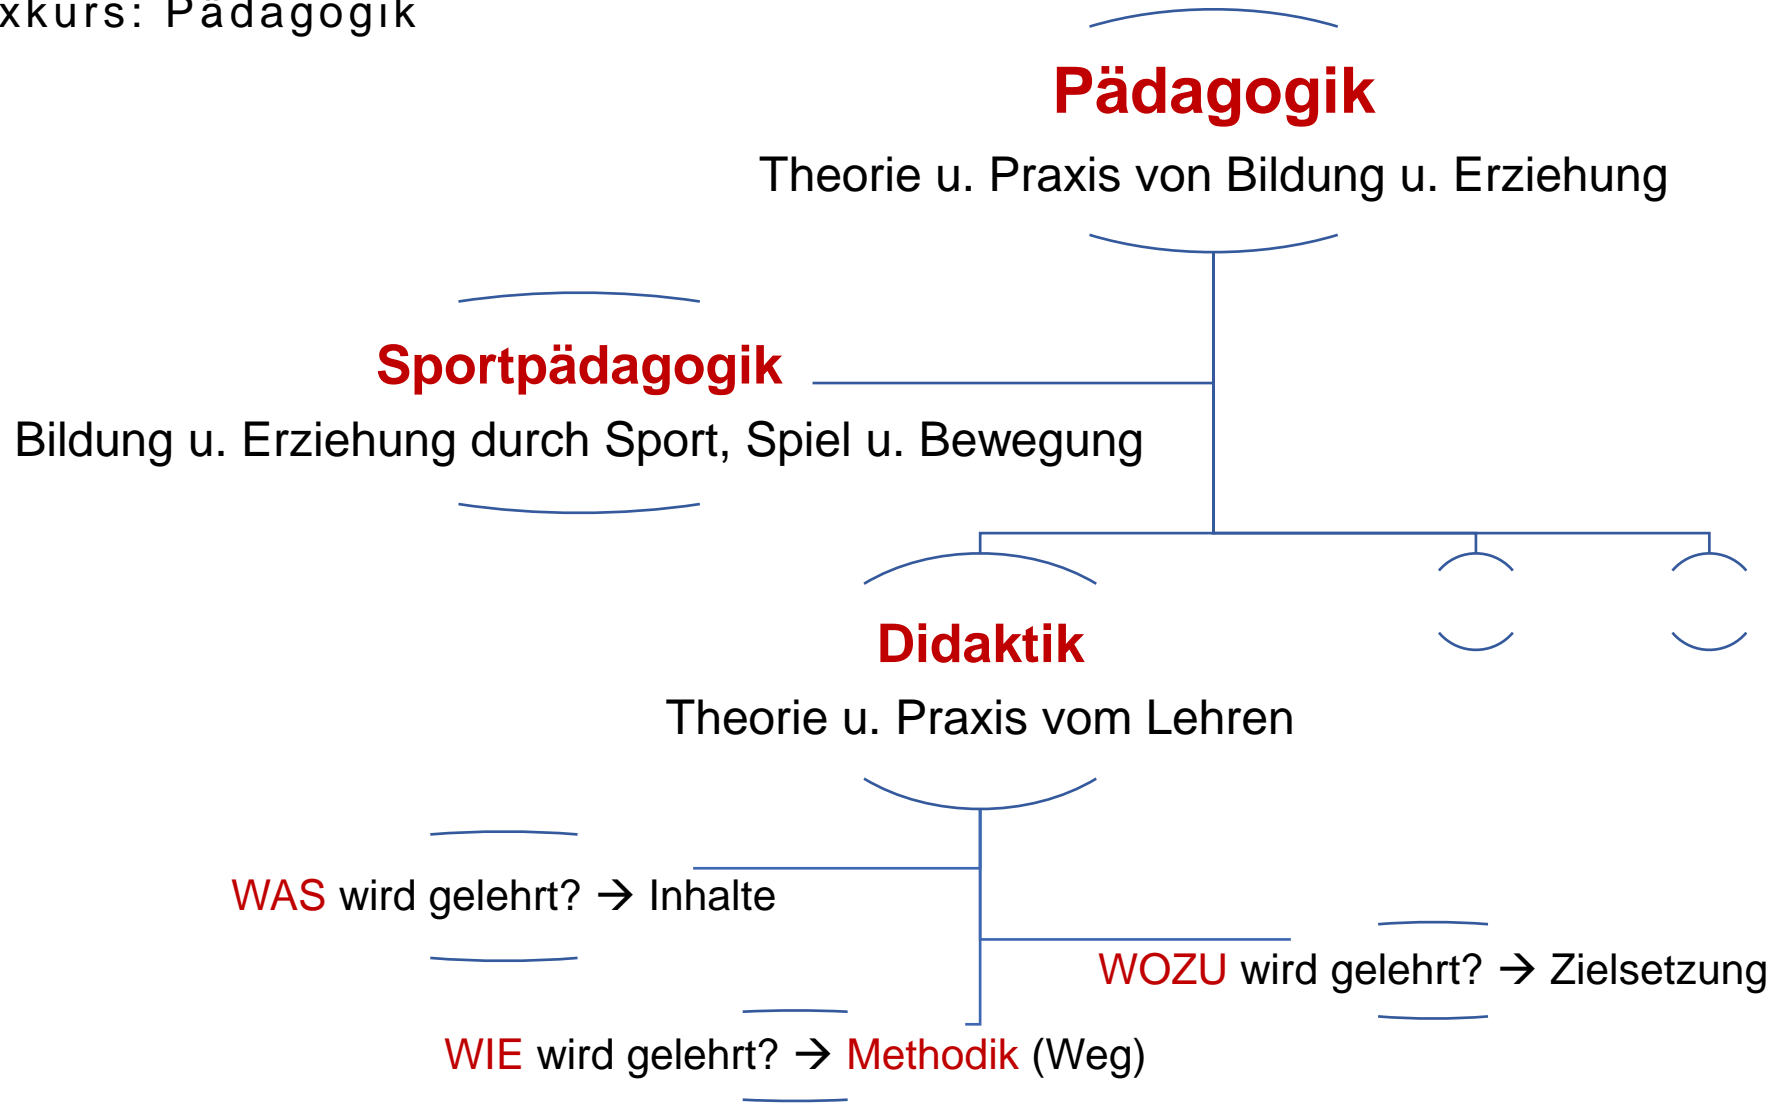 xkurs: Pädagogik
Pädagogik
Theorie u. Praxis von Bildung u. Erziehung
Sportpädagogik
Bildung u. Erziehung durch Sport, Spiel u. Bewegung
Didaktik
Theorie u. Praxis vom Lehren
WAS wird gelehrt? → Inhalte
WOZU wird gelehrt? → Zielsetzung
WIE wird gelehrt? → Methodik (Weg)